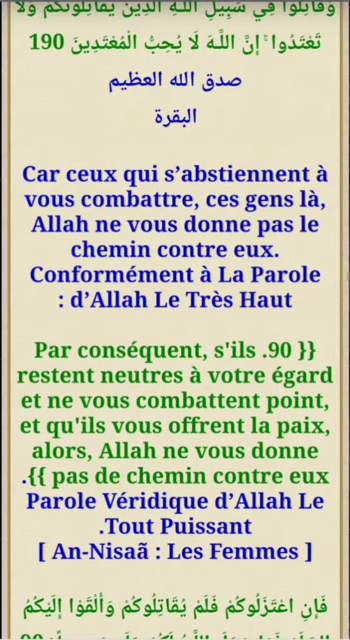 وَقَاتِلُوا فِي سَبِيلِ اللَّهِ الَّذِينَ يُقَاتِلُونَكُمْ وَلَا
تَعْتَدُوا ۚ إِنَّ اللَّهَ لَا يُحِبُّ الْمُعْتَدِينَ 190
صدق الله العظيم
البقرة
Car ceux qui s’abstiennent à
vous combattre, ces gens là,
Allah ne vous donne pas le
chemin contre eux.
Conformément à La Parole
: d’Allah Le Très Haut
Par conséquent, s'ils .90 }}
restent neutres à votre égard
et ne vous combattent point,
et qu'ils vous offrent la paix,
alors, Allah ne vous donne
.{{ pas de chemin contre eux
Parole Véridique d’Allah Le
.Tout Puissant
[ An-Nisaã : Les Femmes ]
فَإِنِ اعْتَزَلُوكُمْ فَلَمْ يُقَاتِلُوكُمْ وَأَلْقَوْا إِلَيْكُمُ